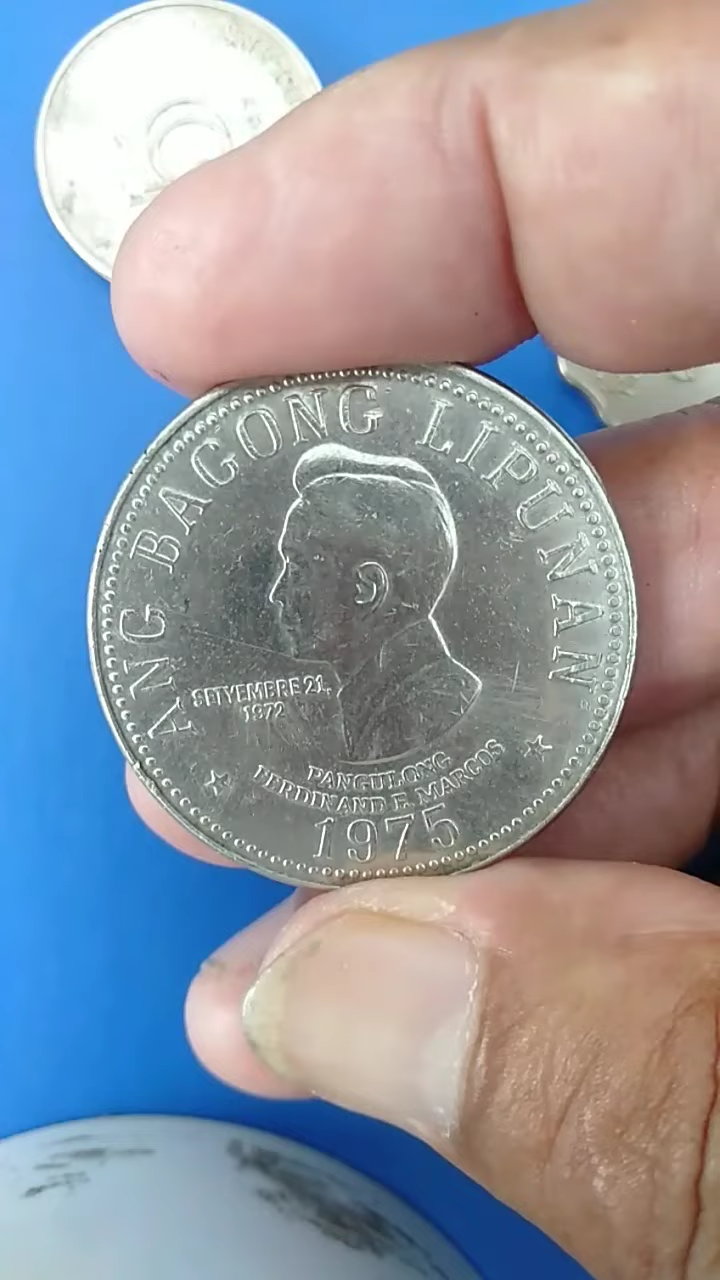 ANG BAGONG LIPUNAN
SETYEMBRE 21,
1972
PANGULONG
FERDINAND E. MARCOS
1975